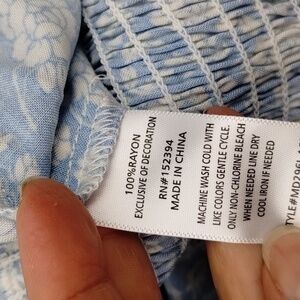 100%RAYON
EXCLUSIVE OF DECORATION
RN#152394
MADE IN CHINA
MACHINE WASH COLD WITH
LIKE COLORS GENTLE CYCLE.
ONLY NON-CHLORINE BLEACH
WHEN NEEDED LINE DRY
COOL IRON IF NEEDED